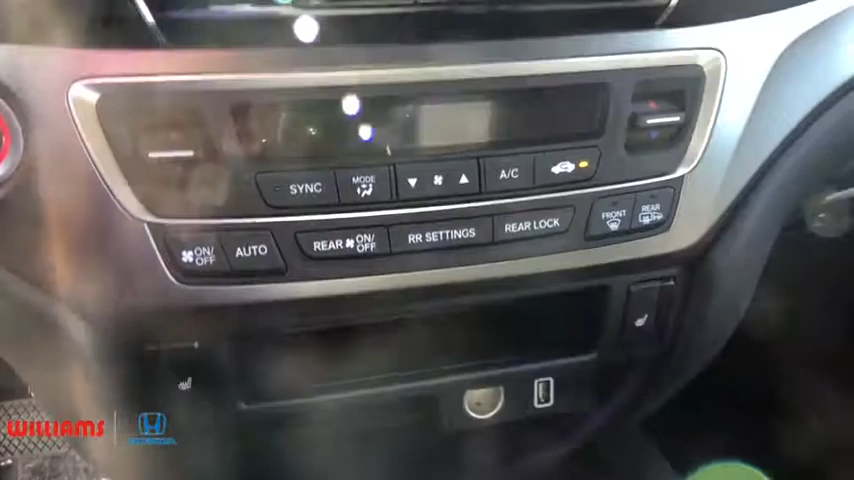 SYNC MODE A/C
ON/OFF AUTO REAR ON/OFF RR SETTINGS REAR LOCK FRONT REAR
WILLIAMS HONDA